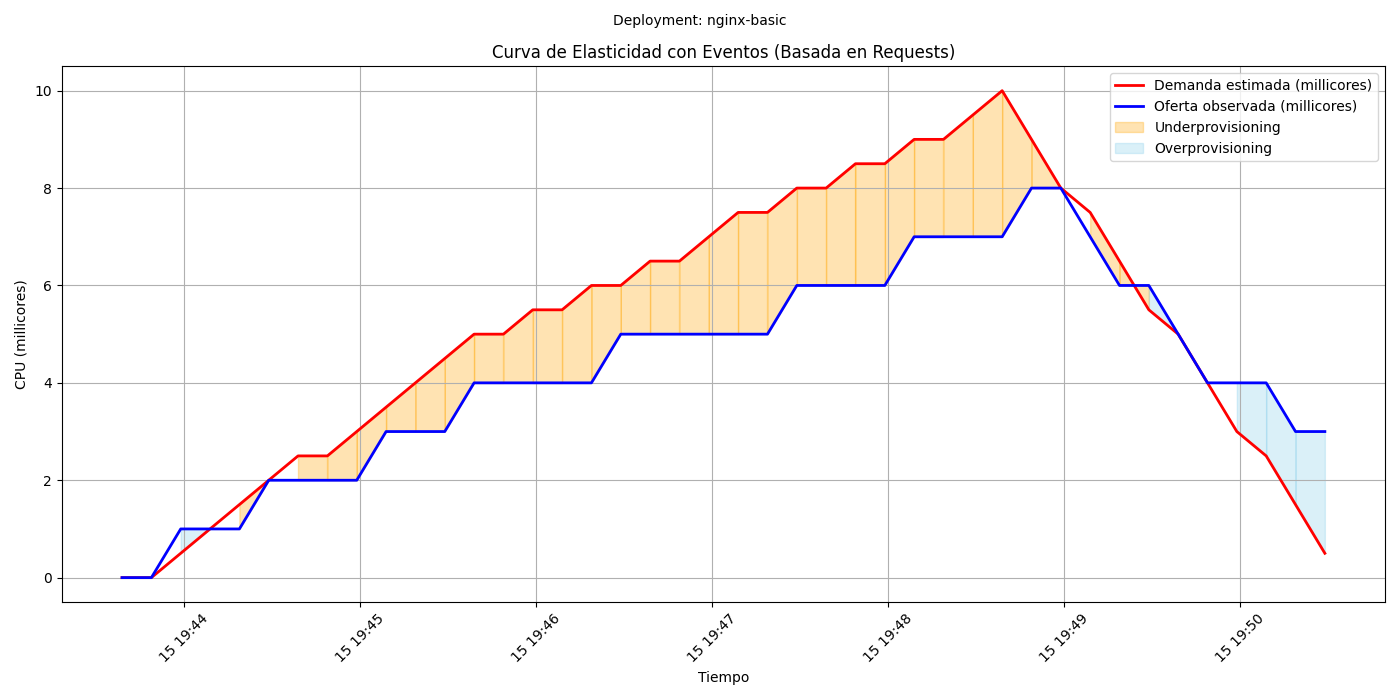 Deployment: nginx-basic
Curva de Elasticidad con Eventos (Basada en Requests)
Demanda estimada (millicores)
Oferta observada (millicores)
Underprovisioning
Overprovisioning
CPU (millicores)
10
8
6
4
2
0
15 19:44
15 19:45
15 19:46
15 19:47
15 19:48
15 19:49
15 19:50
Tiempo